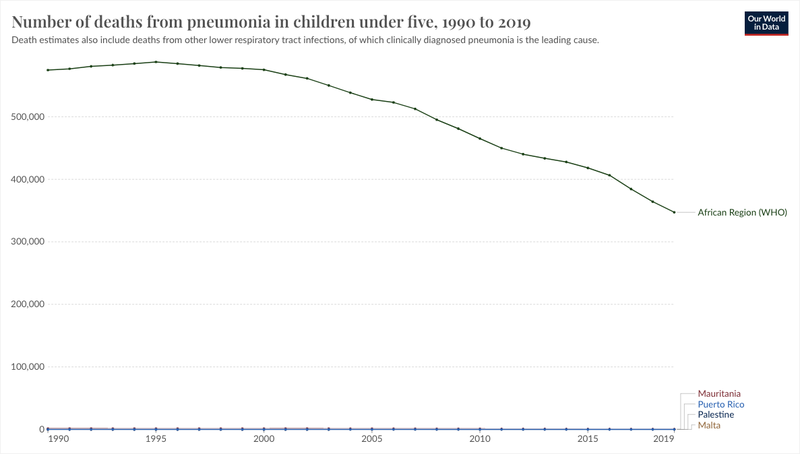 Number of deaths from pneumonia in children under five, 1990 to 2019
Our World
in Data
Death estimates also include deaths from other lower respiratory tract infections, of which clinically diagnosed pneumonia is the leading cause.
500,000
400,000
300,000
200,000
100,000
0
African Region (WHO)
Mauritania
Puerto Rico
Palestine
Malta
1990 1995 2000 2005 2010 2015 2019